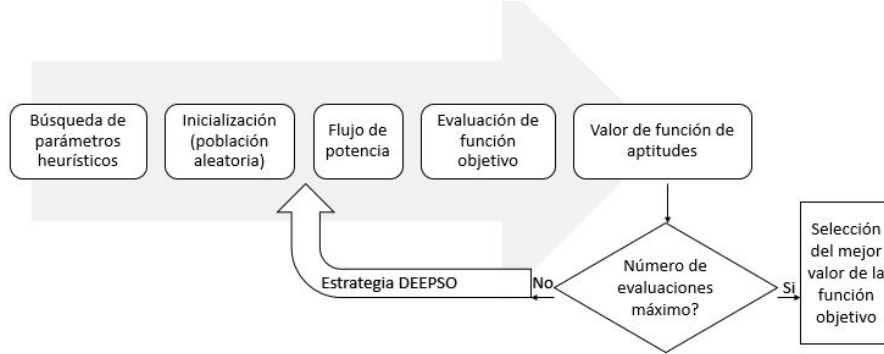 Búsqueda de
parámetros
heurísticos
Inicialización
(población
aleatoria)
Flujo de
potencia
Evaluación de
función
objetivo
Valor de función de
aptitudes
Número de
evaluaciones
máximo?
No
Si
Estrategia DEEPSO
Selección
del mejor
valor de la
función
objetivo